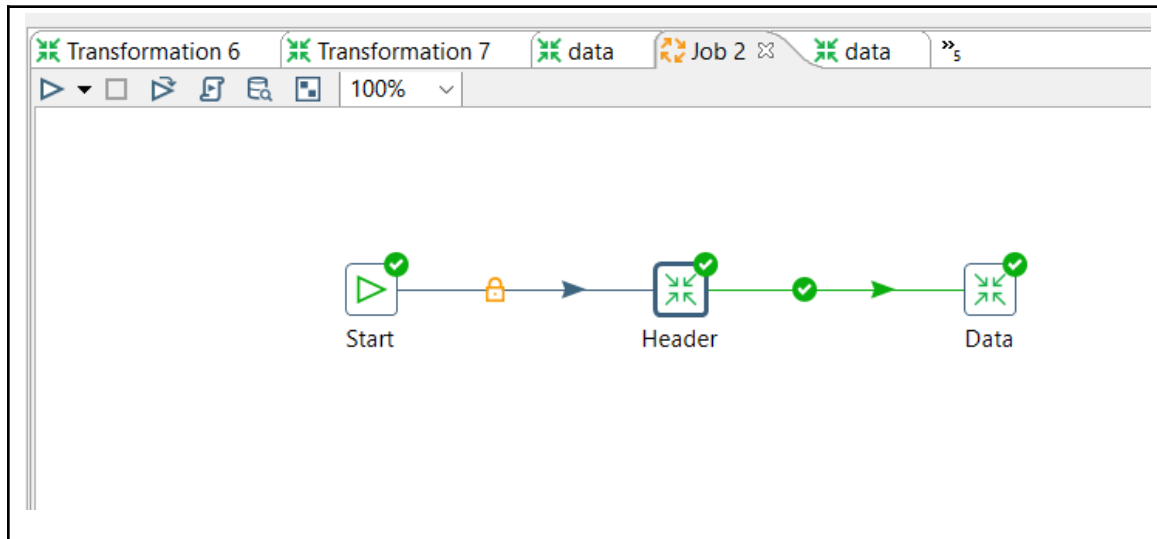 Transformation 6 Transformation 7 data Job 2 data »5
100%
Start Header Data